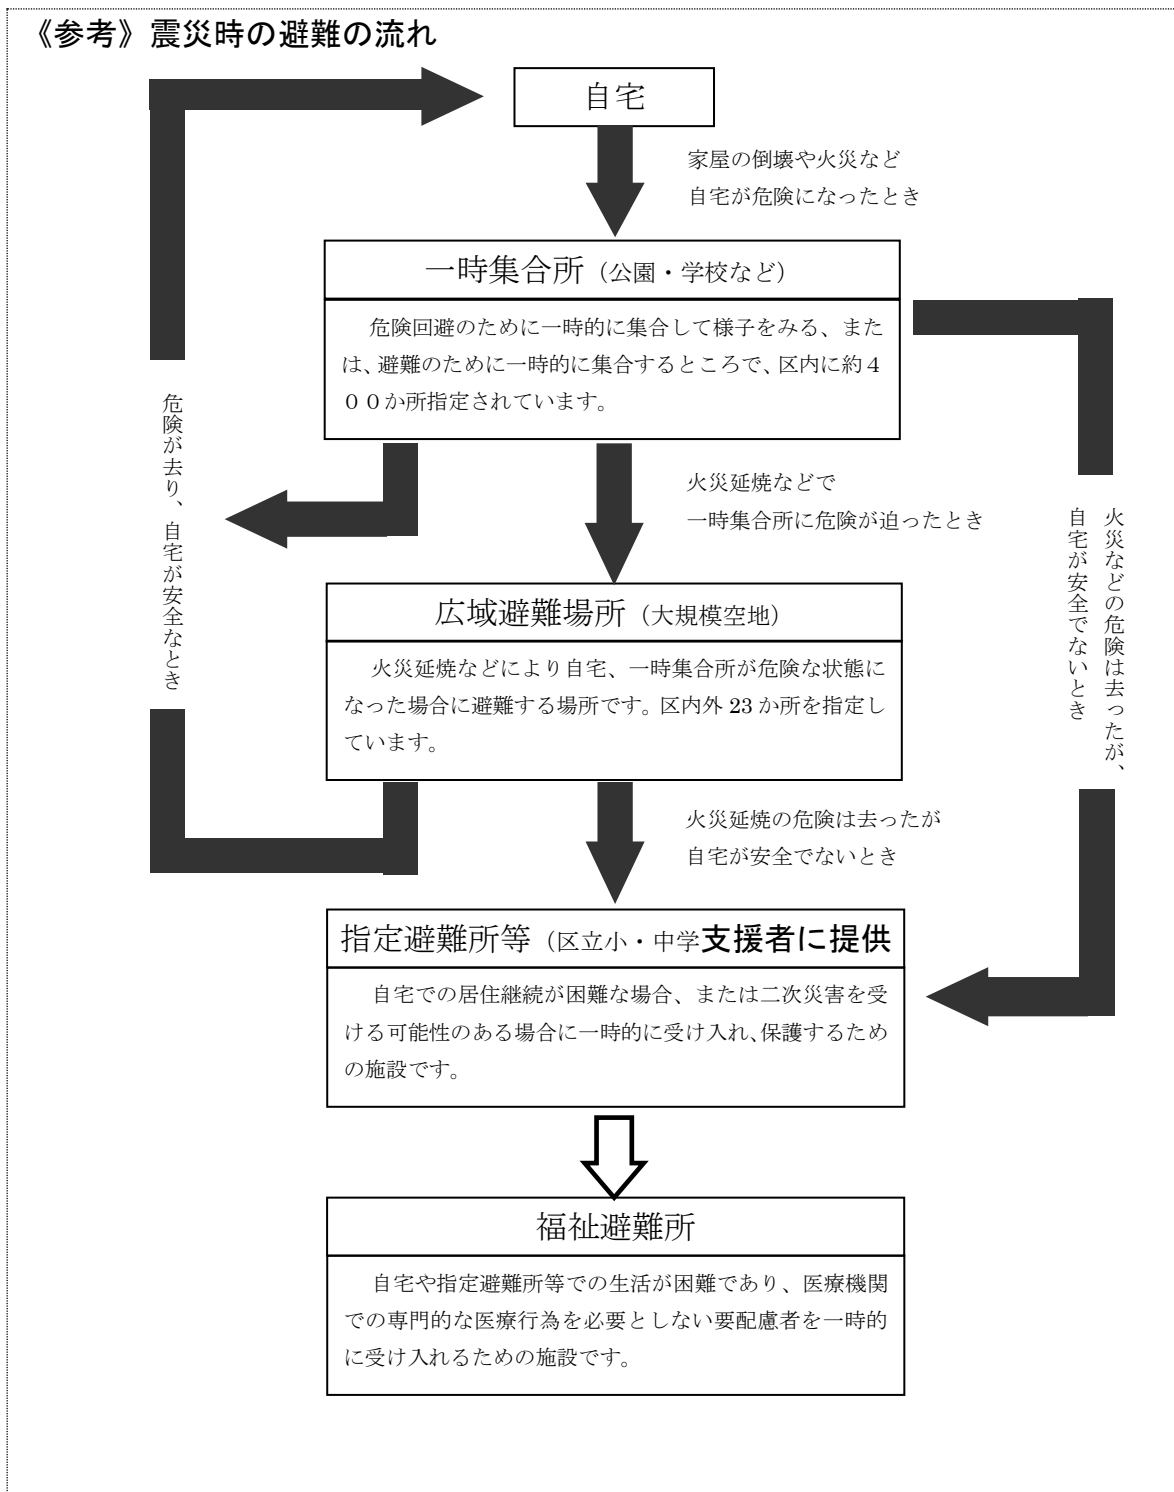 《参考》震災時の避難の流れ
自宅
家屋の倒壊や火災など
自宅が危険になったとき
一時集合所（公園・学校など）
危険回避のために一時的に集合して様子をみる、また
は、避難のために一時的に集合するところで、区内に約４
００か所指定されています。
火災延焼などで
一時集合所に危険が迫ったとき
危険が去り、自宅が安全なとき
火災などの危険は去ったが、
自宅が安全でないとき
広域避難場所（大規模空地）
火災延焼などにより自宅、一時集合所が危険な状態に
なった場合に避難する場所です。区内外 23 か所を指定し
ています。
火災延焼の危険は去ったが
自宅が安全でないとき
指定避難所等（区立小・中学支援者に提供
自宅での居住継続が困難な場合、または二次災害を受
ける可能性のある場合に一時的に受け入れ、保護するため
の施設です。
福祉避難所
自宅や指定避難所等での生活が困難であり、医療機関
での専門的な医療行為を必要としない要配慮者を一時的
に受け入れるための施設です。